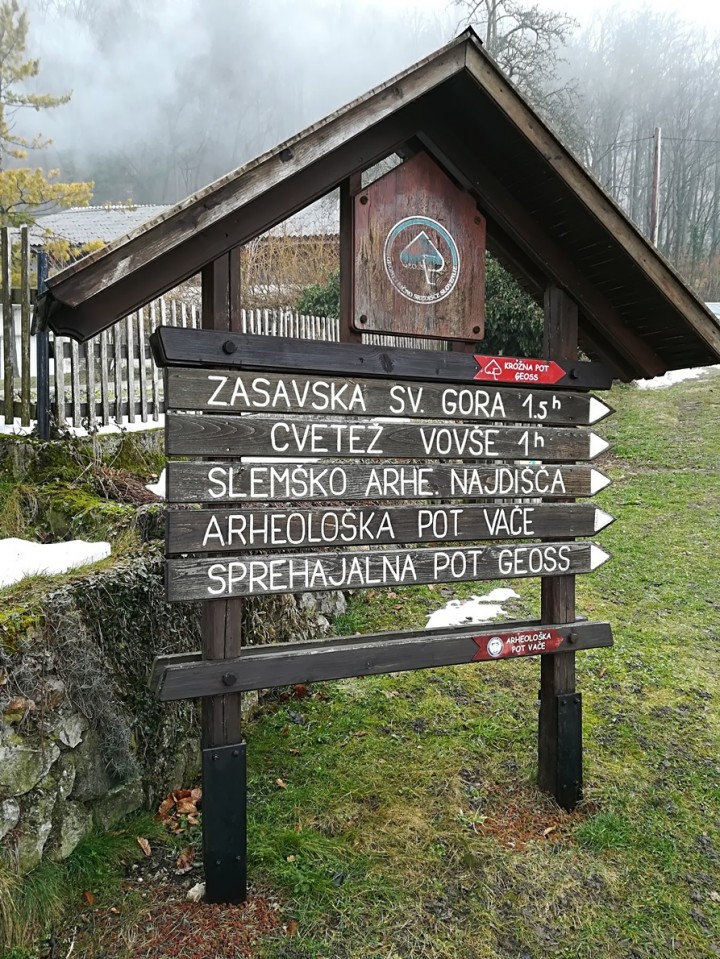 KROŽNA POT
GEOSS
ZASAVSKA SV. GORA 1.5h
CVETEŽ VOVŠE 1h
SLEMŠKO ARHE. NAJDIŠČA
ARHEOLOŠKA POT VAČE
SPREHAJALNA POT GEOSS
ARHEOLOŠKA
POT VAČE